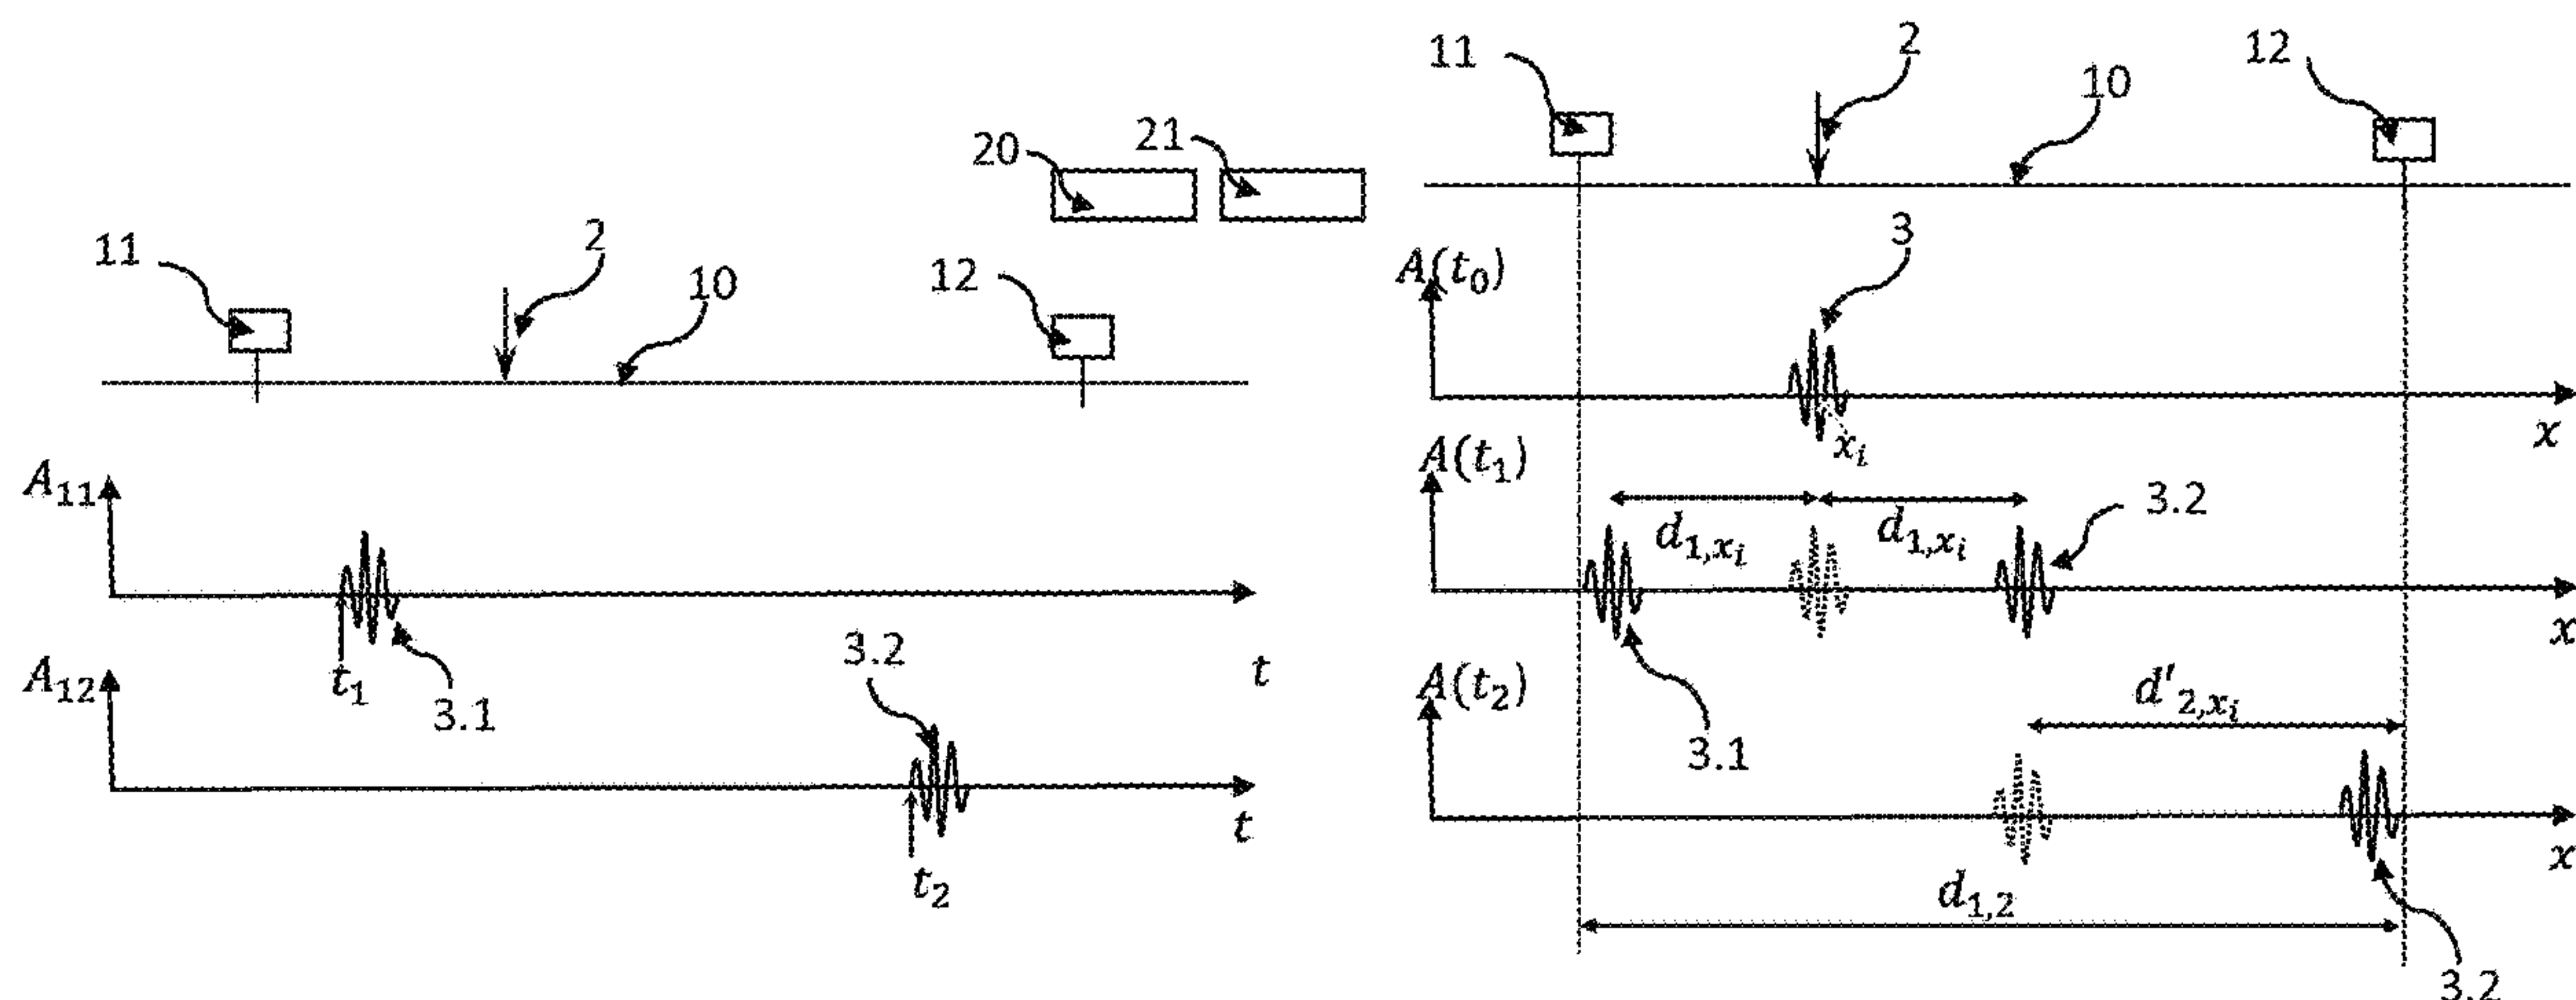 11
2
10
12
20
21
A₁₁
t₁
3.1
t
A₁₂
3.2
t₂
t
11
2
10
12
A(t₀)
3
xᵢ
x
A(t₁)
d₁,ₓᵢ
d₁,ₓᵢ
3.2
3.1
x
A(t₂)
d'₂,ₓᵢ
x
d₁,₂
3.2